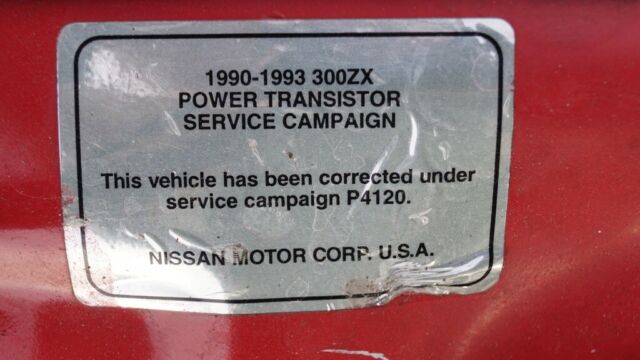 1990-1993 300ZX
POWER TRANSISTOR
SERVICE CAMPAIGN
This vehicle has been corrected under
service campaign P4120.
NISSAN MOTOR CORP. U.S.A.